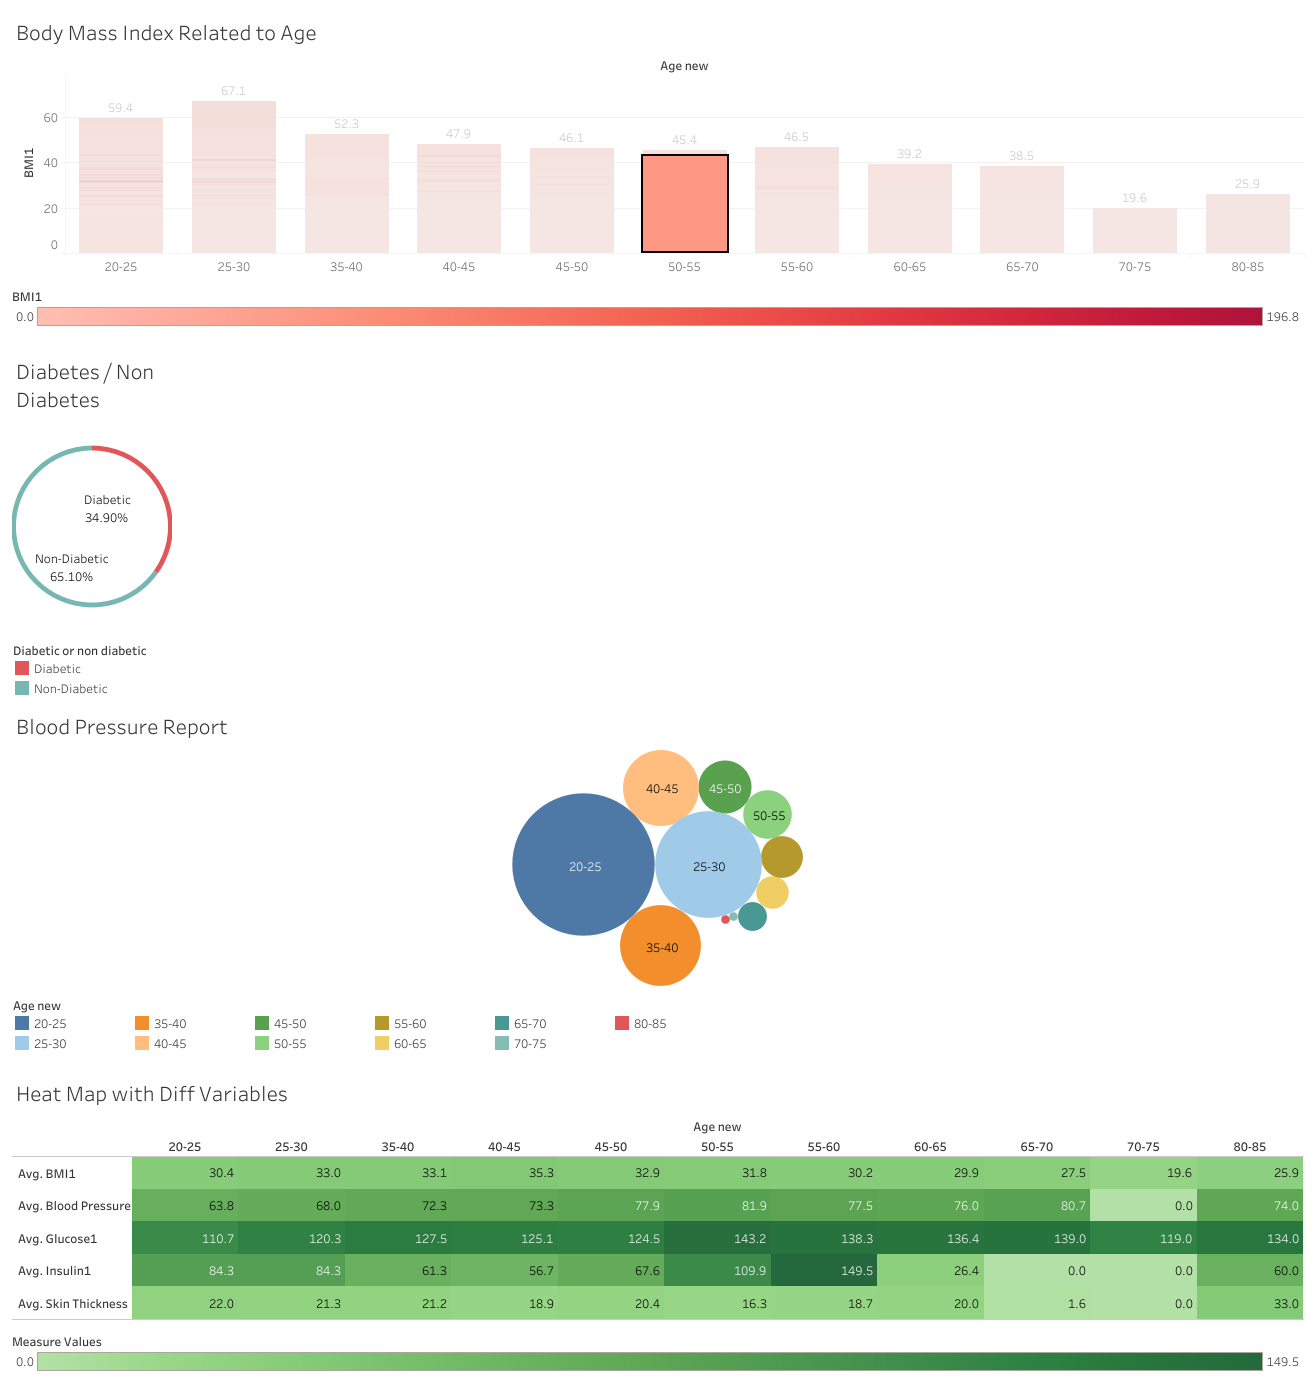 Body Mass Index Related to Age
Age new
59.4 67.1 52.3 47.9 46.1 45.4 46.5 39.2 38.5 19.6 25.9
BMI1
60
40
20
0
20-25 25-30 35-40 40-45 45-50 50-55 55-60 60-65 65-70 70-75 80-85
BMI1
0.0 196.8
Diabetes / Non
Diabetes
Diabetic
34.90%
Non-Diabetic
65.10%
Diabetic or non diabetic
Diabetic
Non-Diabetic
Blood Pressure Report
40-45 45-50
50-55
20-25 25-30
35-40
Age new
20-25 35-40 45-50 55-60 65-70 80-85
25-30 40-45 50-55 60-65 70-75
Heat Map with Diff Variables
Age new
20-25 25-30 35-40 40-45 45-50 50-55 55-60 60-65 65-70 70-75 80-85
Avg. BMI1 30.4 33.0 33.1 35.3 32.9 31.8 30.2 29.9 27.5 19.6 25.9
Avg. Blood Pressure 63.8 68.0 72.3 73.3 77.9 81.9 77.5 76.0 80.7 0.0 74.0
Avg. Glucose1 110.7 120.3 127.5 125.1 124.5 143.2 138.3 136.4 139.0 119.0 134.0
Avg. Insulin1 84.3 84.3 61.3 56.7 67.6 109.9 149.5 26.4 0.0 0.0 60.0
Avg. Skin Thickness 22.0 21.3 21.2 18.9 20.4 16.3 18.7 20.0 1.6 0.0 33.0
Measure Values
0.0 149.5